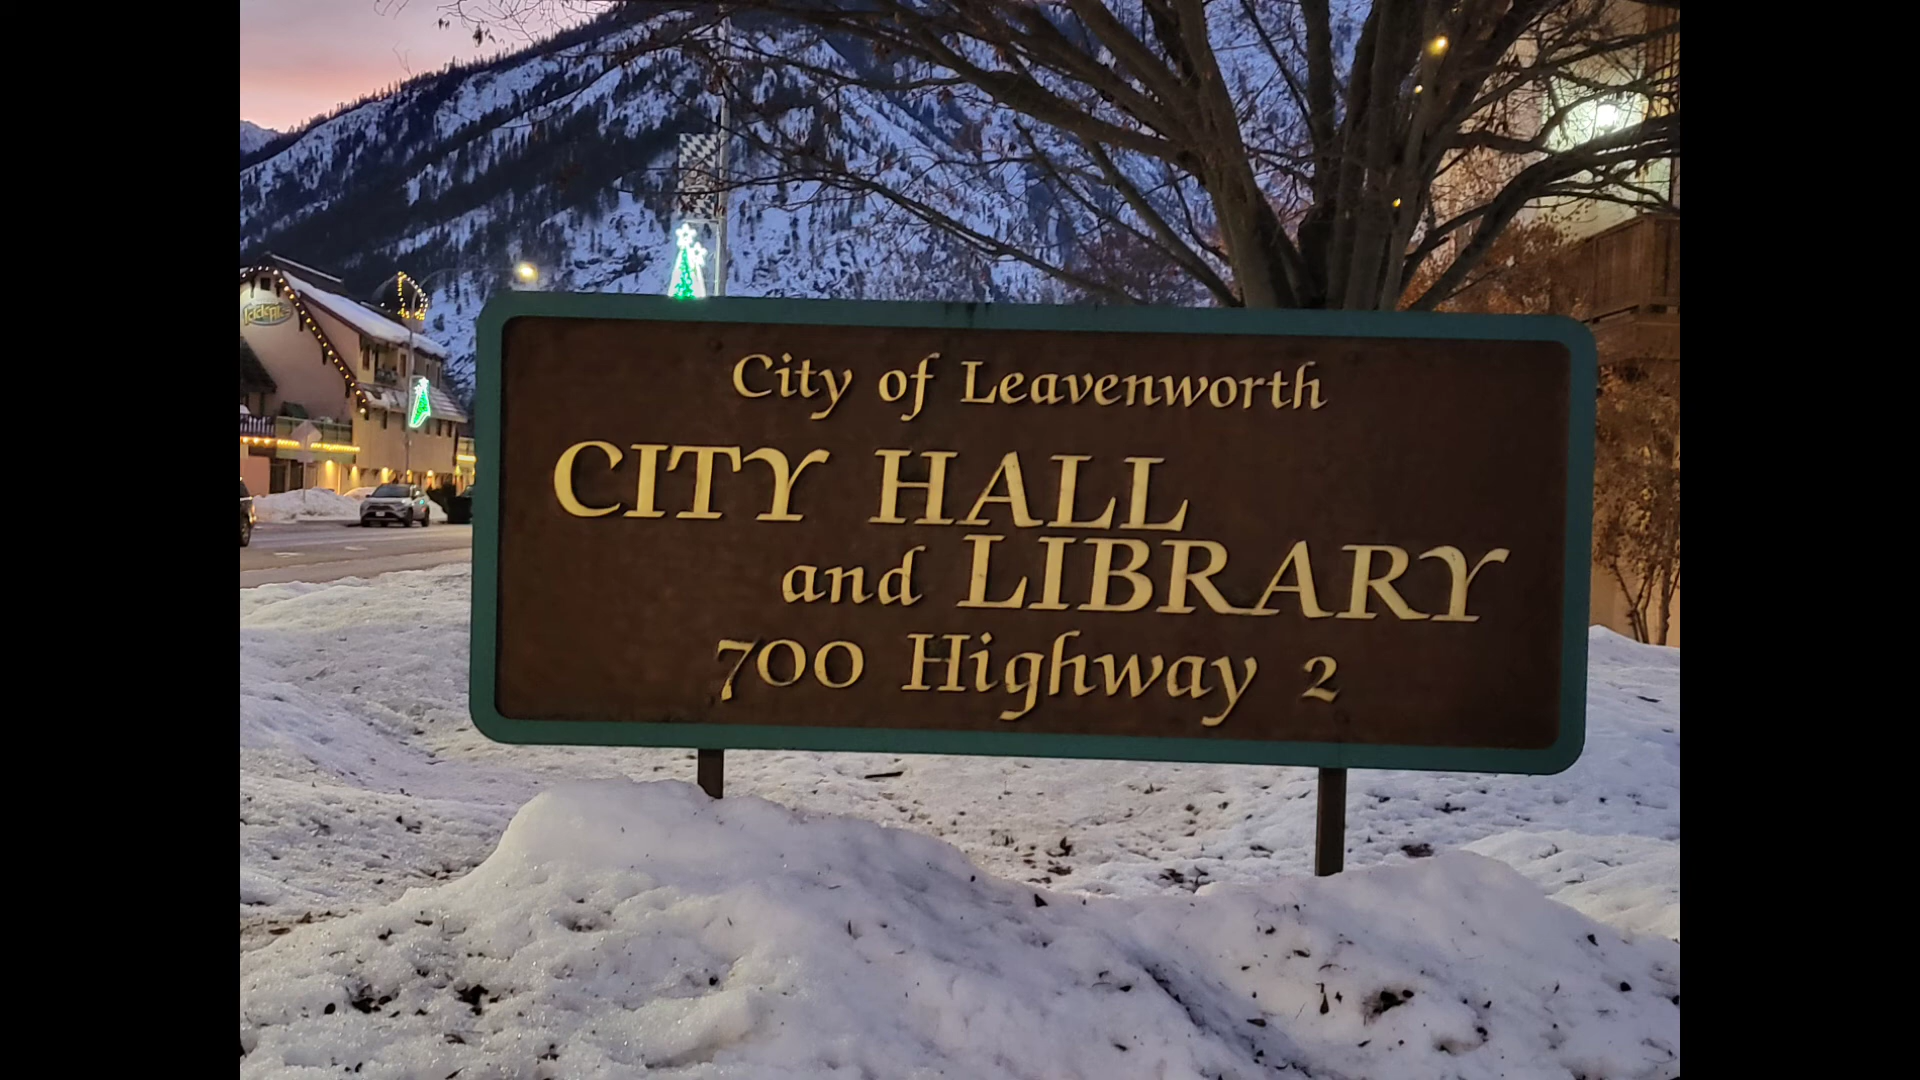 City of Leavenworth
CITY HALL
and LIBRARY
700 Highway 2